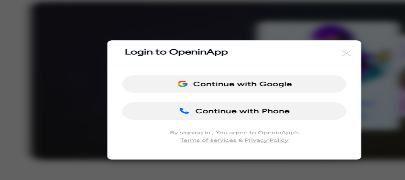 Login to OpeninApp
Continue with Google
Continue with Phone
By signing in, You agree to OpeninApp's
Terms of services & Privacy Policy